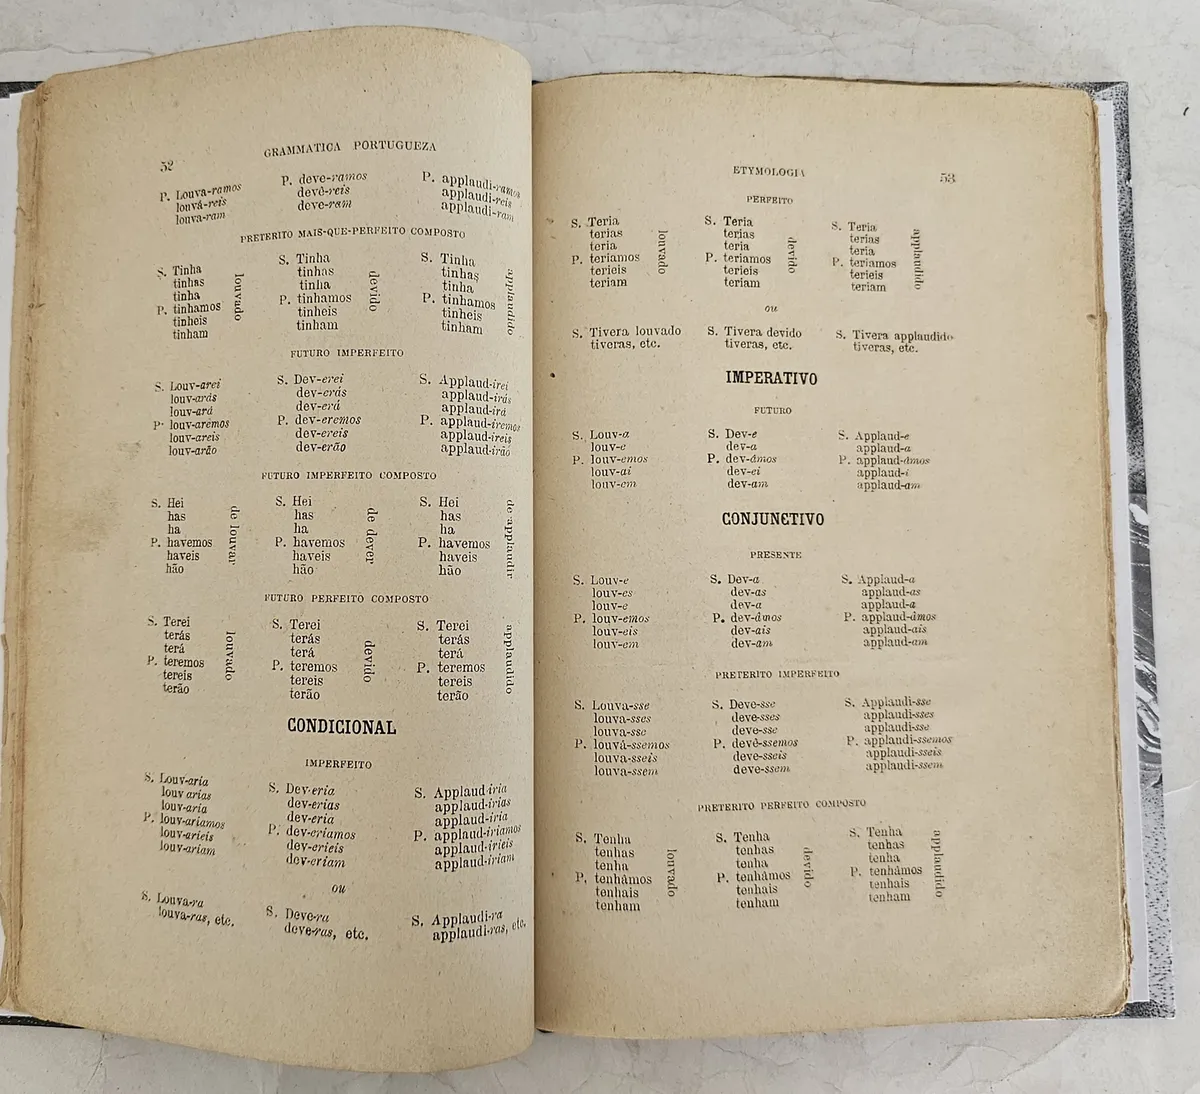 52
GRAMMATICA PORTUGUEZA
P. Louva-ramos P. deve-ramos P. applaudi-ramos
louvá-reis devê-reis applaudi-reis
louva-ram deve-ram applaudi-ram
PRETERITO MAIS-QUE-PERFEITO COMPOSTO
S. Tinha S. Tinha S. Tinha
tinhas tinhas tinhas
tinha tinha tinha
P. tinhamos P. tinhamos P. tinhamos
tinheis tinheis tinheis
tinham tinham tinham
louvado devido applaudido
FUTURO IMPERFEITO
S. Louv-arei S. Dev-erei S. Applaud-irei
louv-arás dev-erás applaud-irás
louv-ará dev-erá applaud-irá
P. louv-aremos P. dev-eremos P. applaud-iremos
louv-areis dev-ereis applaud-ireis
louv-arão dev-erão applaud-irão
FUTURO IMPERFEITO COMPOSTO
S. Hei S. Hei S. Hei
has has has
ha ha ha
P. havemos P. havemos P. havemos
haveis haveis haveis
hão hão hão
de louvar de dever de applaudir
FUTURO PERFEITO COMPOSTO
S. Terei S. Terei S. Terei
terás terás terás
terá terá terá
P. teremos P. teremos P. teremos
tereis tereis tereis
terão terão terão
louvado devido applaudido
CONDICIONAL
IMPERFEITO
S. Louv-aria S. Dev-eria S. Applaud-iria
louv arias dev-erias applaud-irias
louv-aria dev-eria applaud-iria
P. louv-ariamos P. dev-eriamos P. applaud-iriamos
louv-arieis dev-erieis applaud-irieis
louv-ariam dev-eriam applaud-iriam
ou
S. Louva-ra S. Deve-ra S. Applaudi-ra
louva-ras, etc. deve-ras, etc. applaudi-ras, etc.
ETYMOLOGIA
53
PERFEITO
S. Teria S. Teria S. Teria
terias terias terias
teria teria teria
P. teriamos P. teriamos P. teriamos
terieis terieis terieis
teriam teriam teriam
louvado devido applaudido
ou
S. Tivera louvado S. Tivera devido S. Tivera applaudido
tiveras, etc. tiveras, etc. tiveras, etc.
IMPERATIVO
FUTURO
S. Louv-a S. Dev-e S. Applaud-e
louv-e dev-a applaud-a
P. louv-emos P. dev-âmos P. applaud-âmos
louv-ai dev-ei applaud-i
louv-em dev-am applaud-am
CONJUNCTIVO
PRESENTE
S. Louv-e S. Dev-a S. Applaud-a
louv-es dev-as applaud-as
louv-e dev-a applaud-a
P. louv-emos P. dev-âmos P. applaud-âmos
louv-eis dev-ais applaud-ais
louv-em dev-am applaud-am
PRETERITO IMPERFEITO
S. Louva-sse S. Deve-sse S. Applaudi-sse
louva-sses deve-sses applaudi-sses
louva-sse deve-sse applaudi-sse
P. louvá-ssemos P. devê-ssemos P. applaudi-ssemos
louva-sseis deve-sseis applaudi-sseis
louva-ssem deve-ssem applaudi-ssem
PRETERITO PERFEITO COMPOSTO
S. Tenha S. Tenha S. Tenha
tenhas tenhas tenhas
tenha tenha tenha
P. tenhâmos P. tenhâmos P. tenhâmos
tenhais tenhais tenhais
tenham tenham tenham
louvado devido applaudido